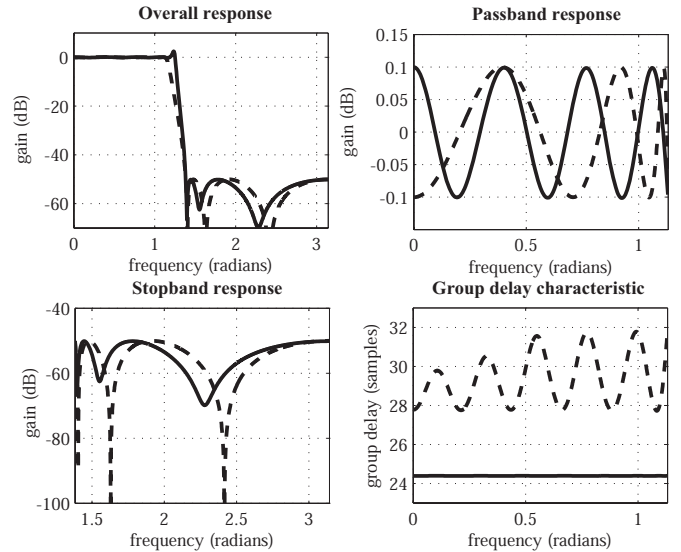 Overall response
0
-20
-40
-60
gain (dB)
0
1
2
3
frequency (radians)
Passband response
0.15
0.1
0.05
0
-0.05
-0.1
gain (dB)
0
0.5
1
frequency (radians)
Stopband response
-40
-60
-80
-100
gain (dB)
1.5
2
2.5
3
frequency (radians)
Group delay characteristic
32
30
28
26
24
group delay (samples)
0
0.5
1
frequency (radians)